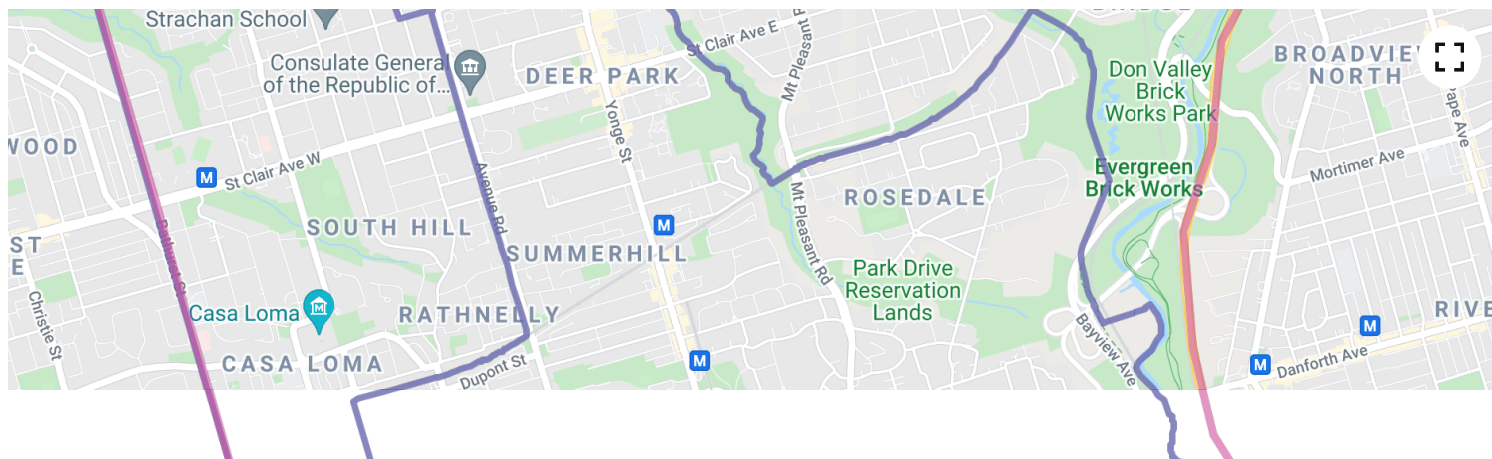 Strachan School
St Clair Ave E
Mt Pleasant
Consulate General
of the Republic of...
DEER PARK
Don Valley
Brick
Works Park
BROADVIEW
NORTH
Yonge St
Pape Ave
WOOD
St Clair Ave W
Avenue Rd
Mortimer Ave
Evergreen
Brick Works
M
ROSEDALE
Mt Pleasant Rd
SOUTH HILL
M
SUMMERHILL
Bathurst St
Park Drive
Reservation
Lands
Christie St
Casa Loma
RATHNELLY
Bayview Ave
M
RIVE
CASA LOMA
Dupont St
M
M
Danforth Ave